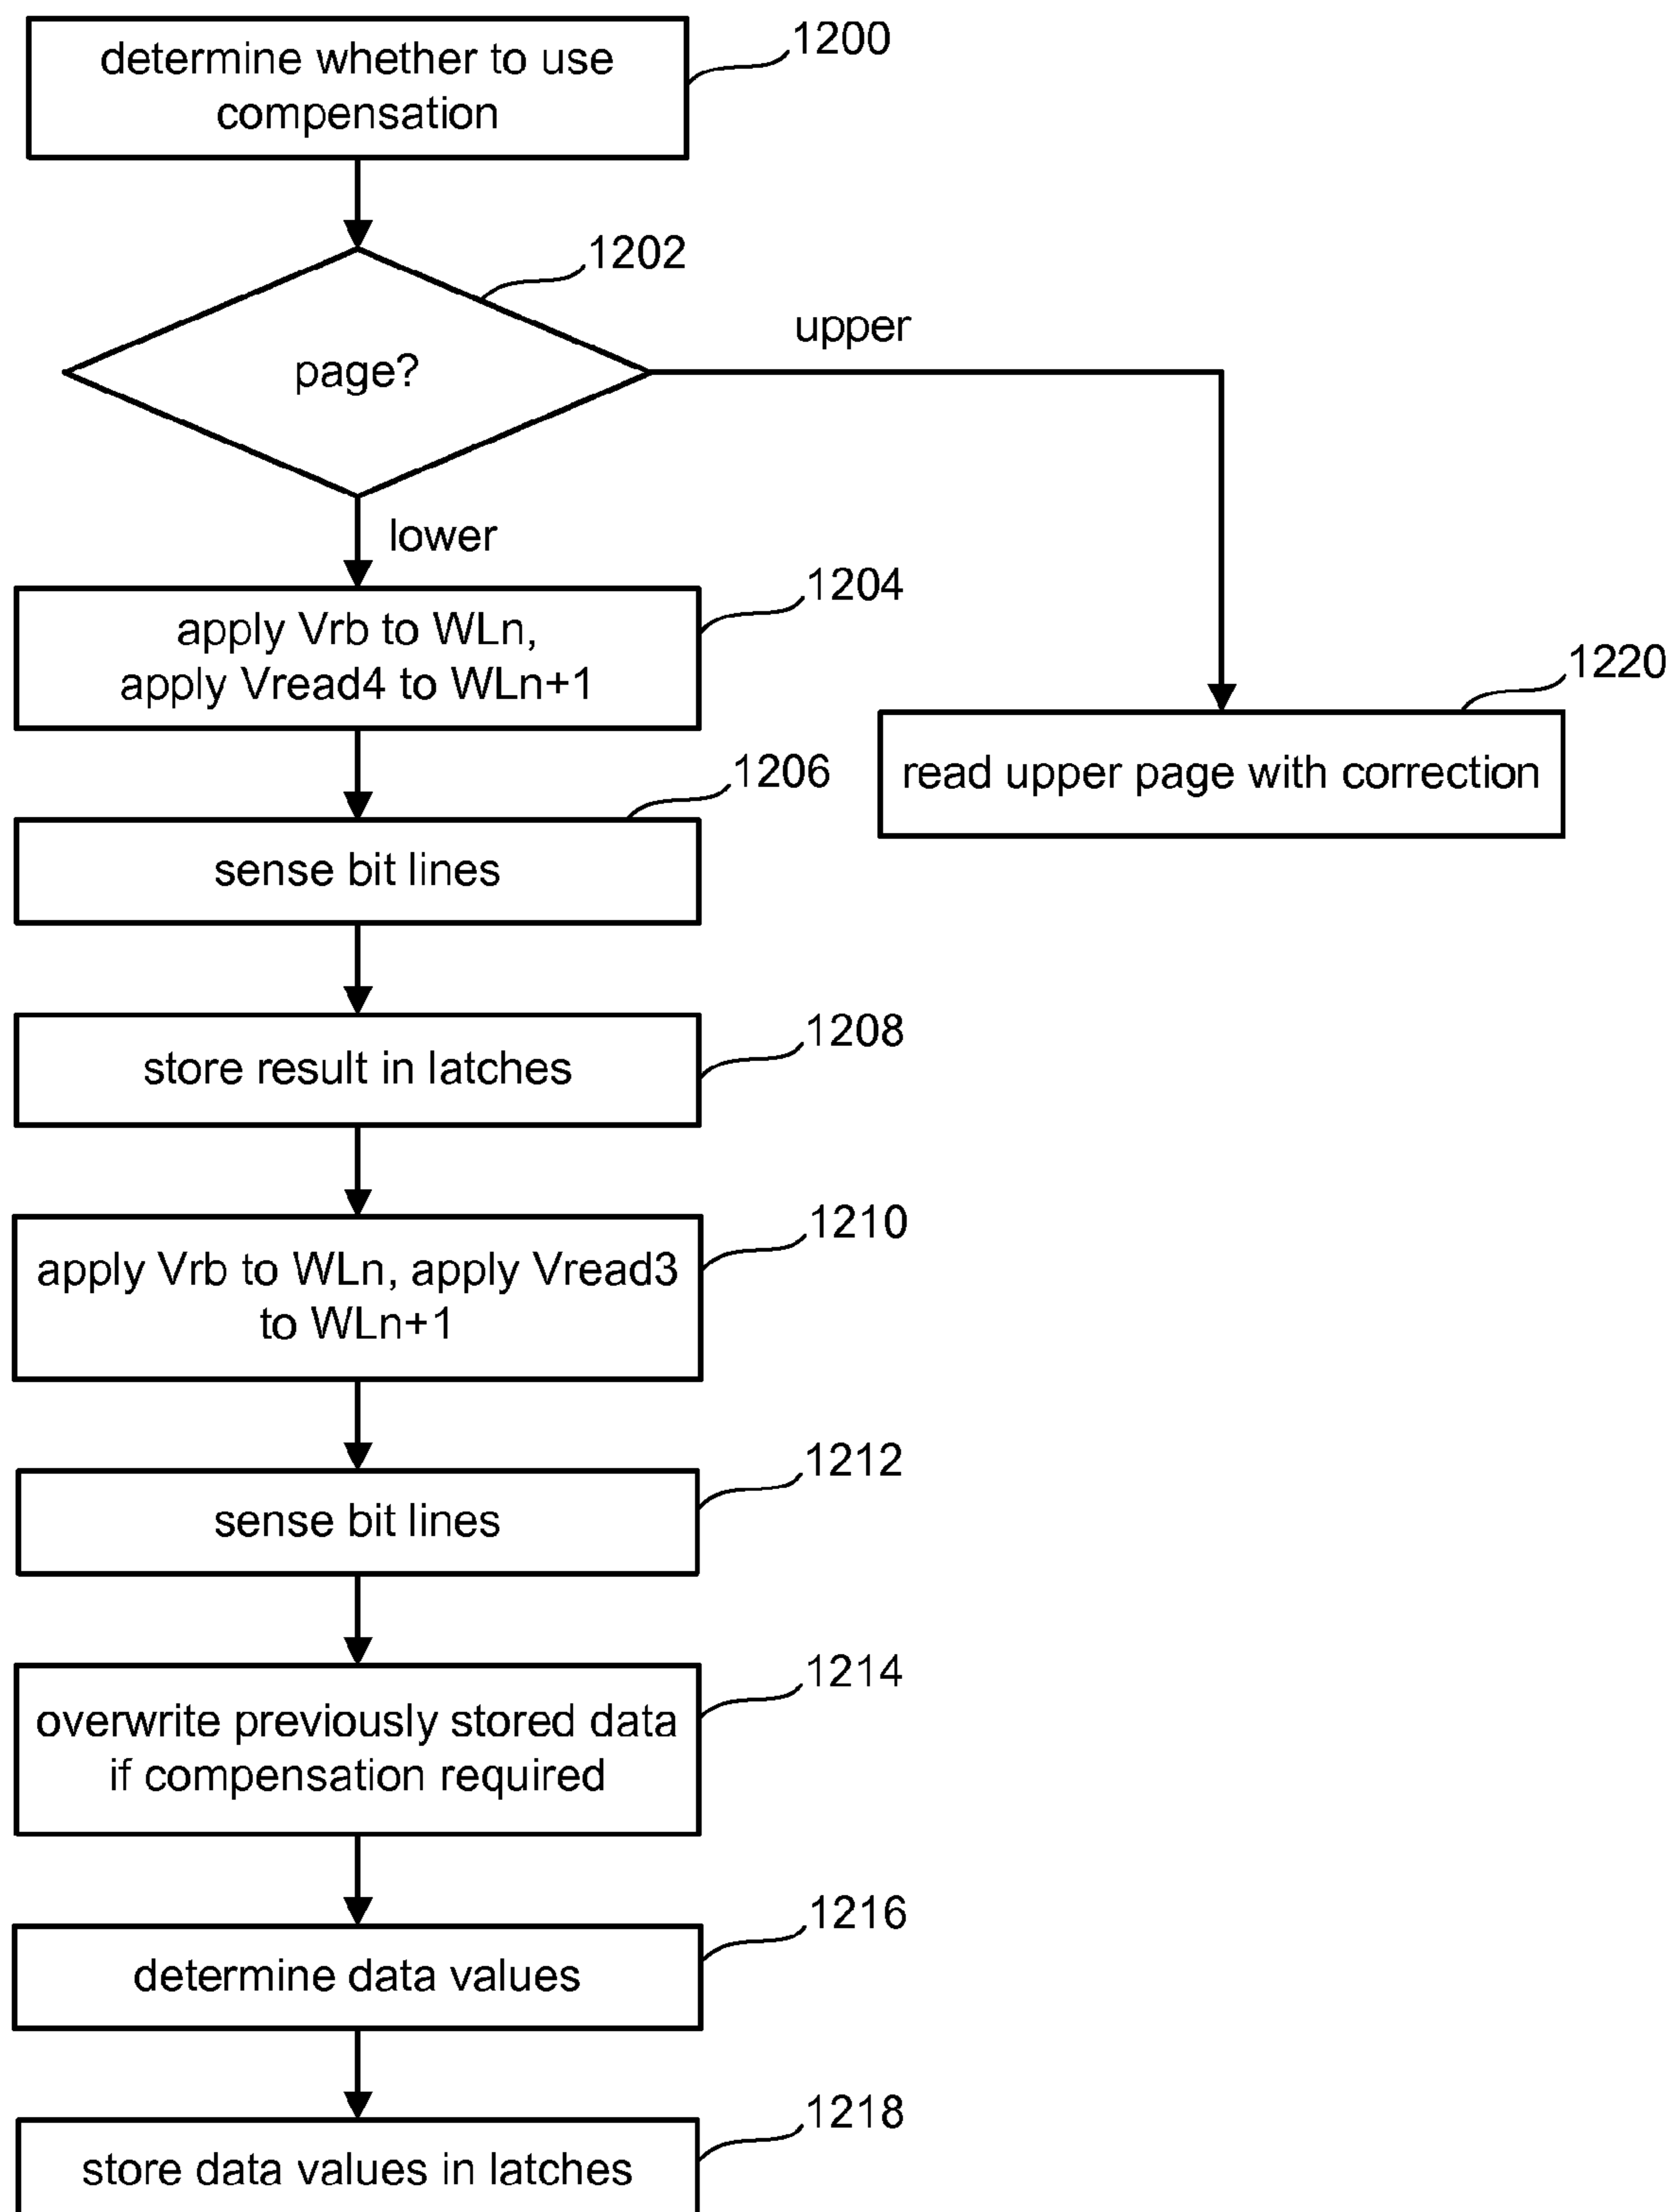 determine whether to use
compensation
1200
1202
page?
upper
lower
1204
apply Vrb to WLn,
apply Vread4 to WLn+1
1220
read upper page with correction
1206
sense bit lines
1208
store result in latches
1210
apply Vrb to WLn, apply Vread3
to WLn+1
1212
sense bit lines
1214
overwrite previously stored data
if compensation required
1216
determine data values
1218
store data values in latches